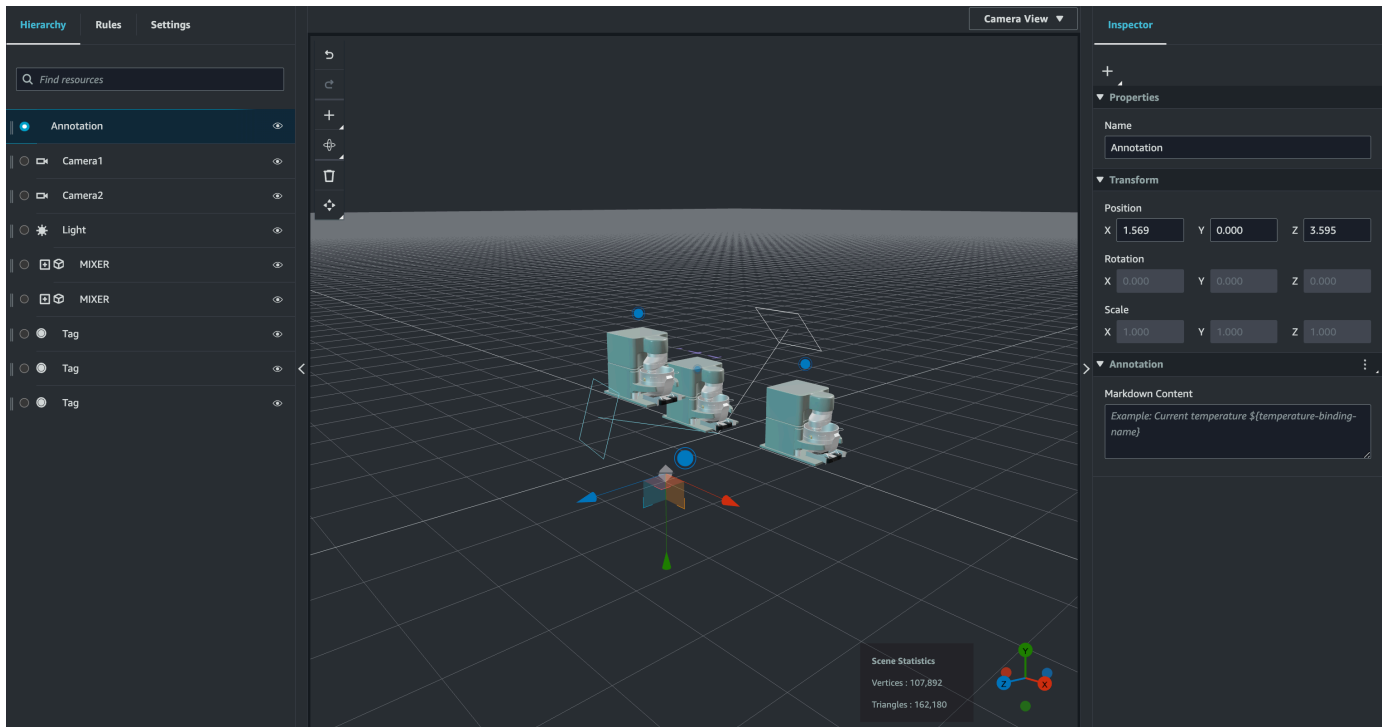 Hierarchy Rules Settings
Find resources
Annotation
Camera1
Camera2
Light
MIXER
MIXER
Tag
Tag
Tag
Camera View
Scene Statistics
Vertices : 107,892
Triangles : 162,180
Y
Z
X
Inspector
Properties
Name
Annotation
Transform
Position
X 1.569 Y 0.000 Z 3.595
Rotation
X 0.000 Y 0.000 Z 0.000
Scale
X 1.000 Y 1.000 Z 1.000
Annotation
Markdown Content
Example: Current temperature ${temperature-binding-
name}